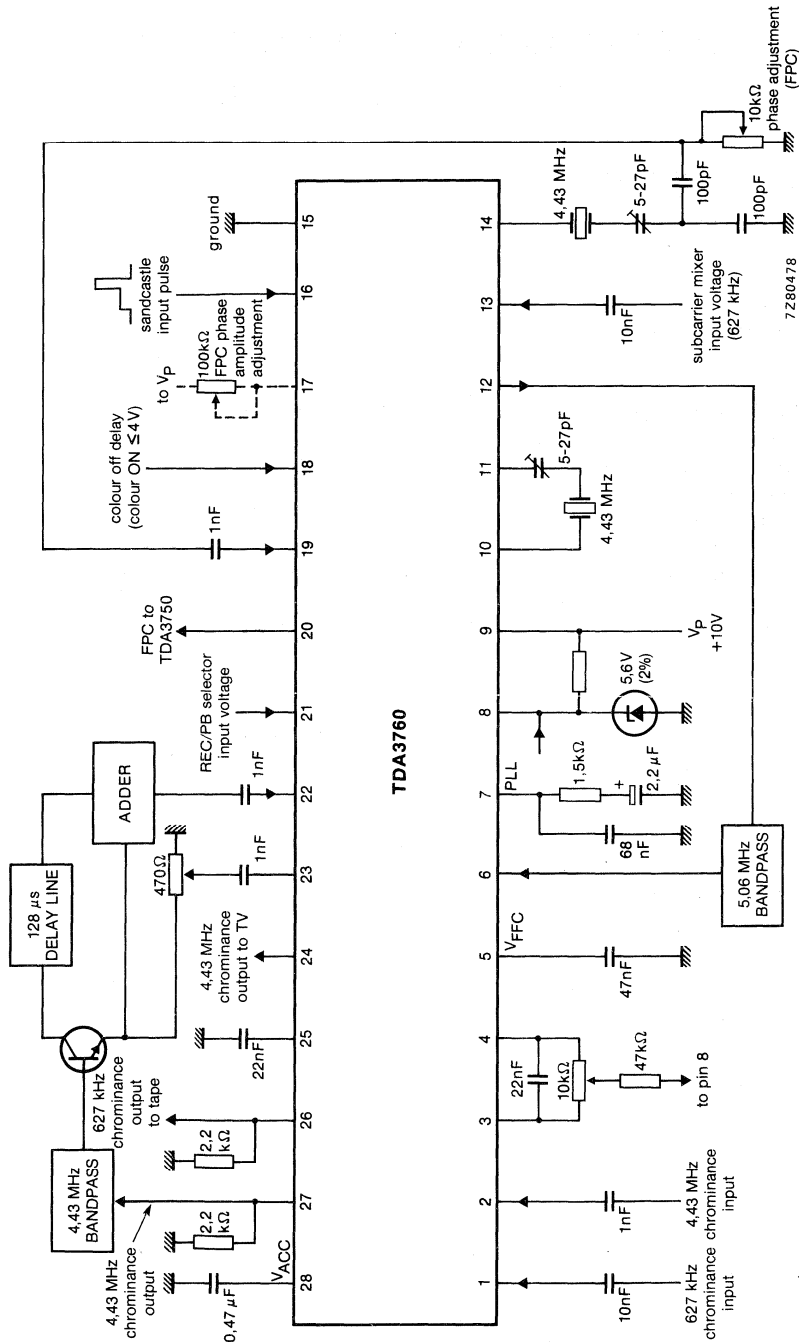 4,43 MHz
chrominance
output
4,43 MHz
BANDPASS
627 kHz
chrominance
output
to tape
128 µs
DELAY LINE
ADDER
REC/PB selector
input voltage
FPC to
TDA3750
colour off delay
(colour ON ≤4V)
to VP
100kΩ
FPC phase
amplitude
adjustment
sandcastle
input pulse
ground
0,47 µF
VACC
2,2
kΩ
2,2
kΩ
22nF
4,43 MHz
chrominance
output to TV
470Ω
1nF
1nF
1nF
28
27
26
25
24
23
22
21
20
19
18
17
16
15
TDA3760
1
2
3
4
5
6
7
8
9
10
11
12
13
14
10nF
627 kHz
chrominance
input
1nF
4,43 MHz
chrominance
input
22nF
10kΩ
47kΩ
to pin 8
VFFC
47nF
5,06 MHz
BANDPASS
PLL
68
nF
1,5kΩ
+
2,2 µF
5,6V
(2%)
VP
+10V
4,43 MHz
5-27pF
10nF
subcarrier mixer
input voltage
(627 kHz)
4,43 MHz
5-27pF
100pF
100pF
10kΩ
phase adjustment
(FPC)
7Z80478